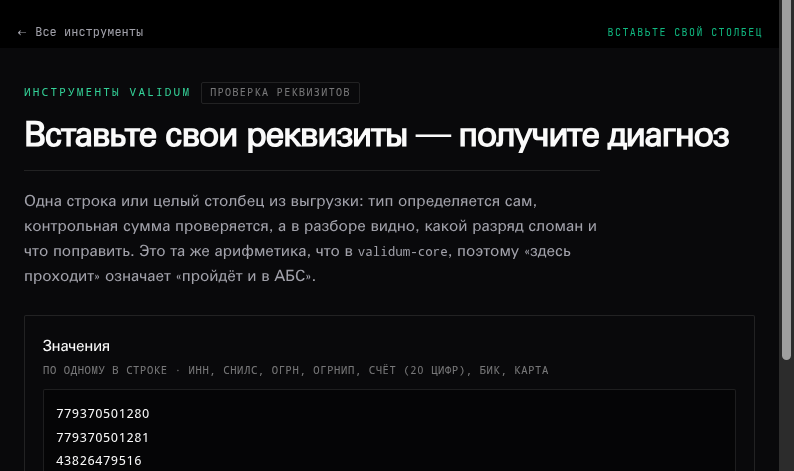 ← Все инструменты
ВСТАВЬТЕ СВОЙ СТОЛБЕЦ
ИНСТРУМЕНТЫ VALIDUM
ПРОВЕРКА РЕКВИЗИТОВ
Вставьте свои реквизиты — получите диагноз
Одна строка или целый столбец из выгрузки: тип определяется сам,
контрольная сумма проверяется, а в разборе видно, какой разряд сломан и
что поправить. Это та же арифметика, что в validum-core, поэтому «здесь
проходит» означает «пройдёт и в АБС».
Значения
ПО ОДНОМУ В СТРОКЕ · ИНН, СНИЛС, ОГРН, ОГРНИП, СЧЁТ (20 ЦИФР), БИК, КАРТА
779370501280
779370501281
43826479516